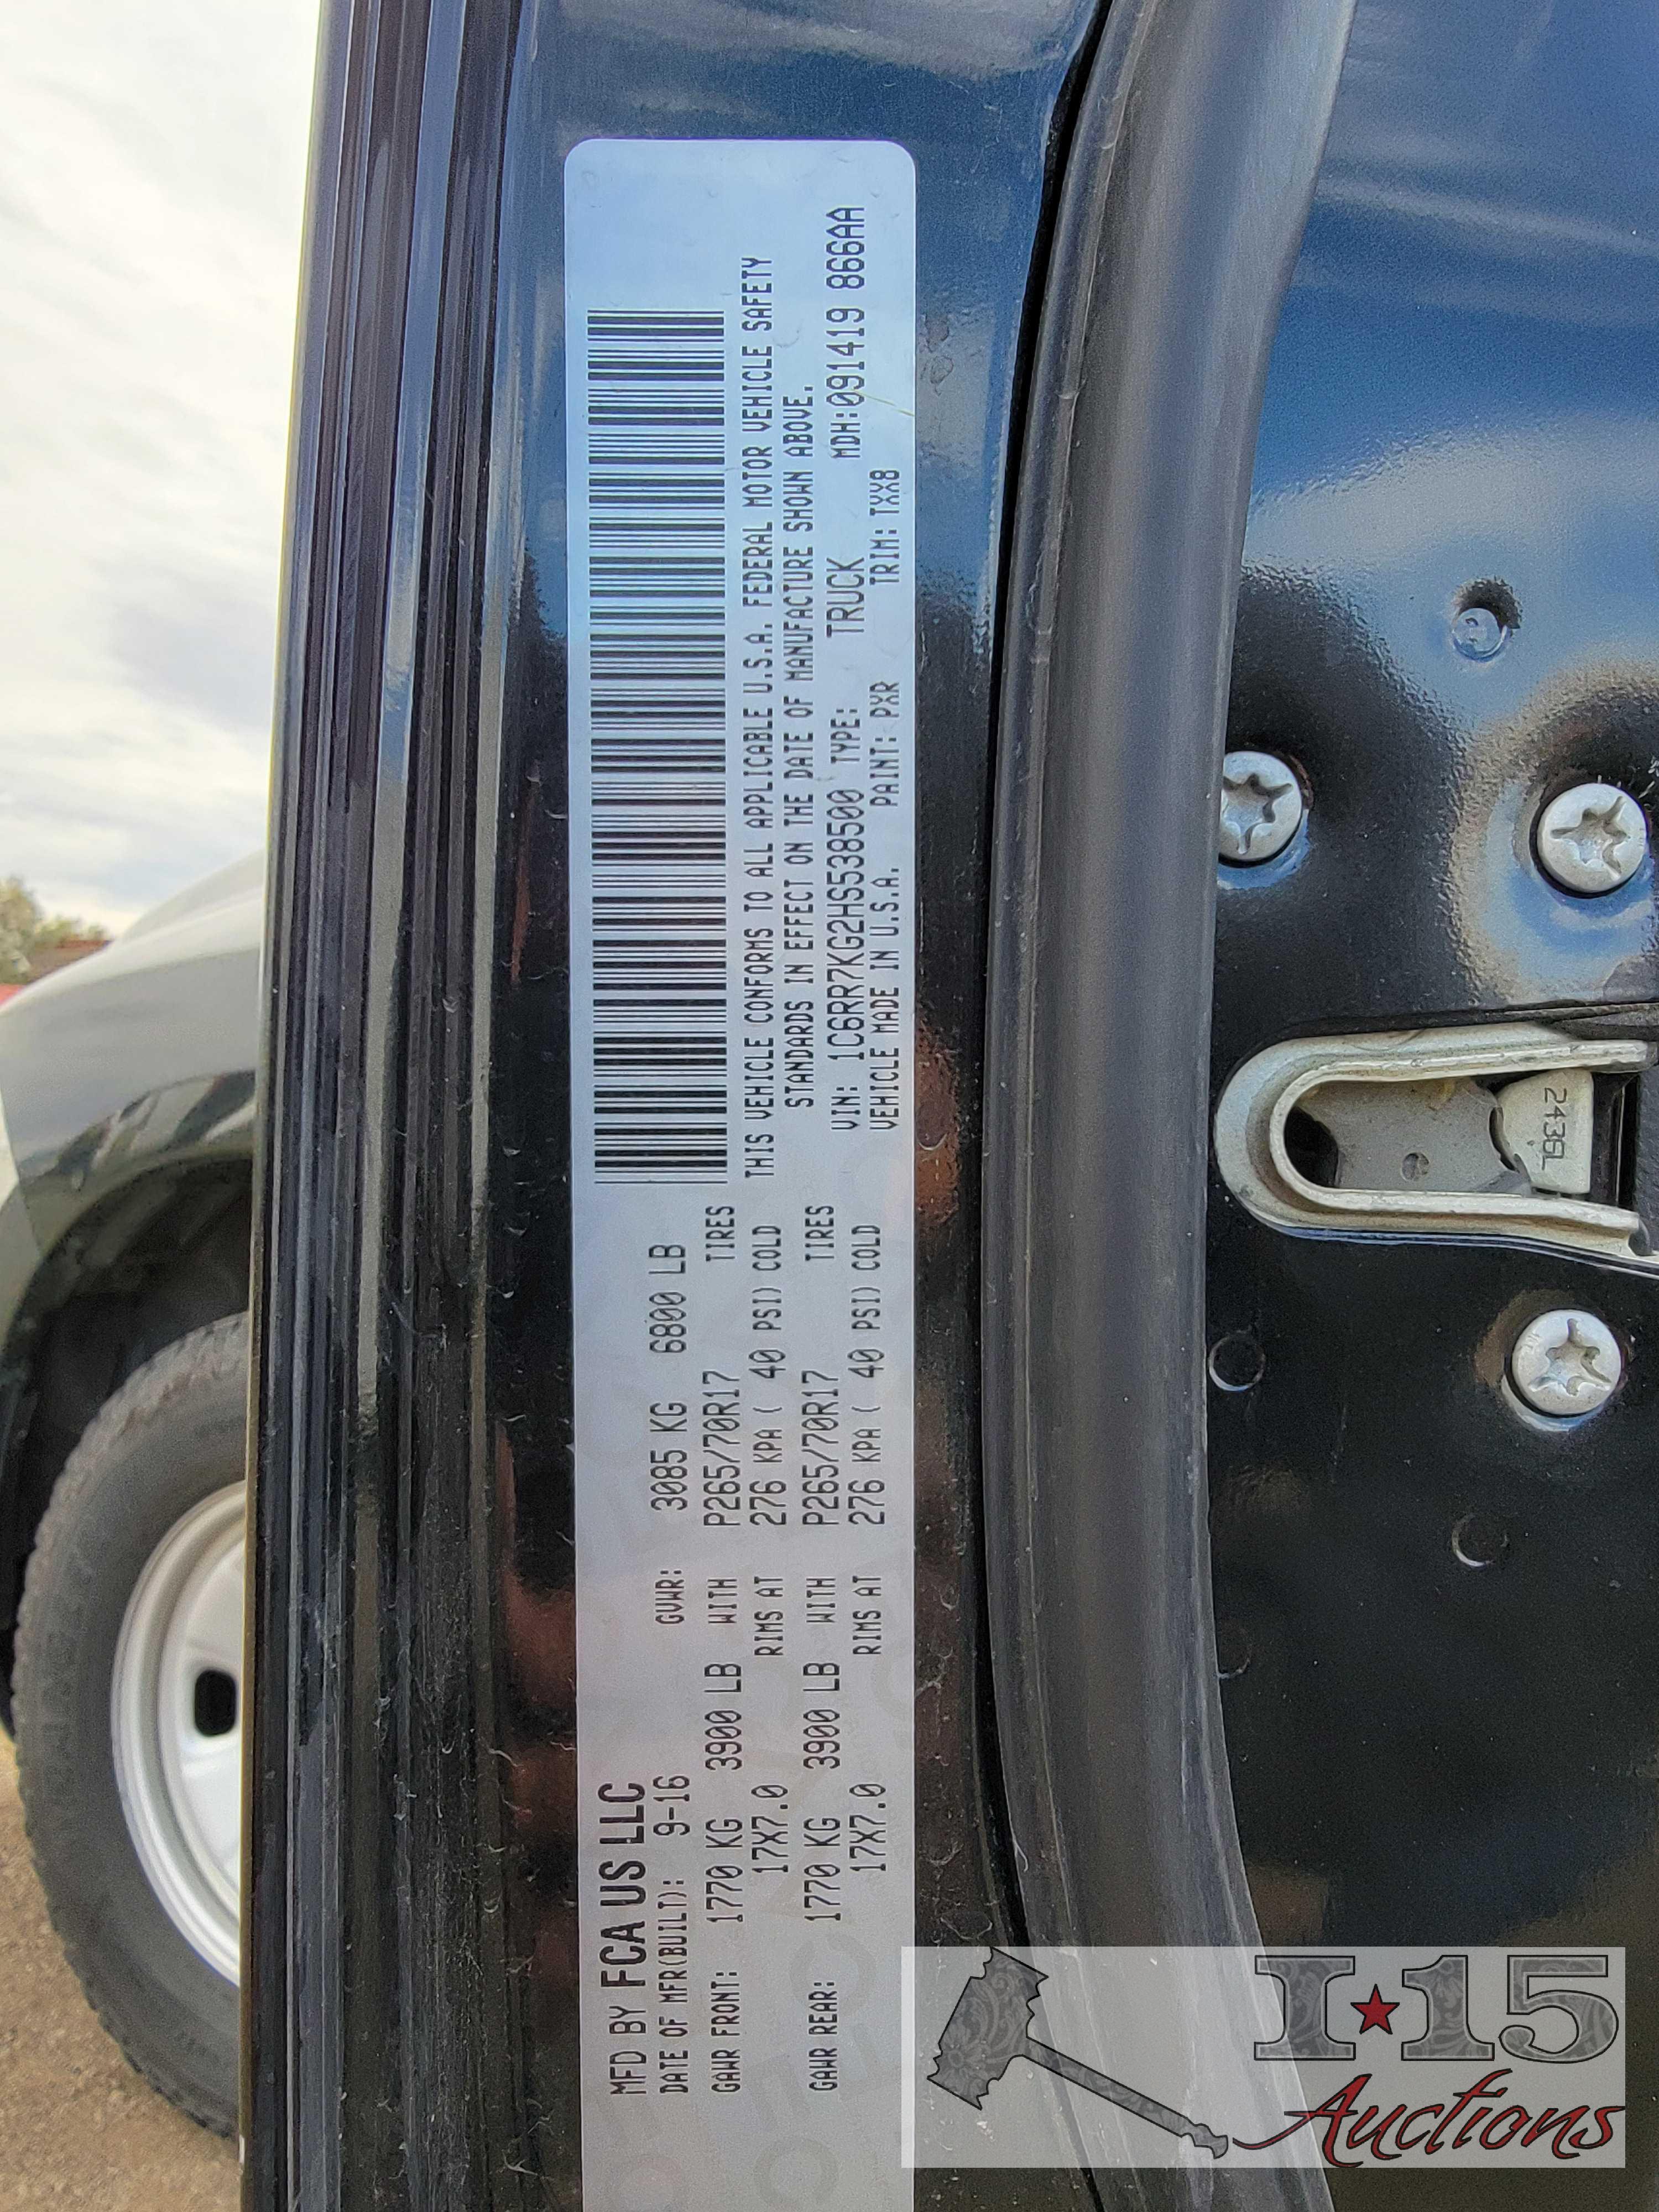 MFD BY FCA US LLC
DATE OF MFR(BUILT): 9-16 GVWR: 3085 KG 6800 LB
GAWR FRONT: 1770 KG 3900 LB WITH P265/70R17 TIRES
17X7.0 RIMS AT 276 KPA ( 40 PSI) COLD
GAWR REAR: 1770 KG 3900 LB WITH P265/70R17 TIRES
17X7.0 RIMS AT 276 KPA ( 40 PSI) COLD
THIS VEHICLE CONFORMS TO ALL APPLICABLE U.S.A. FEDERAL MOTOR VEHICLE SAFETY
STANDARDS IN EFFECT ON THE DATE OF MANUFACTURE SHOWN ABOVE.
VIN: 1C6RR7KG2HS538500 TYPE: TRUCK MDH:091419 866AA
VEHICLE MADE IN U.S.A. PAINT: PXR TRIM: TXX8
I-15
Auctions